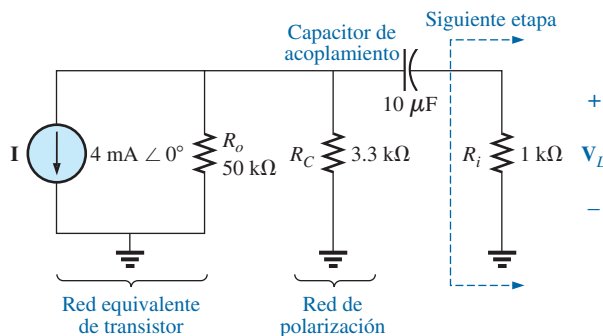 Siguiente etapa
Capacitor de
acoplamiento
10 μF
+
I
4 mA ∠ 0°
R_o
50 kΩ
R_C
3.3 kΩ
R_i
1 kΩ
V_L
−
Red equivalente
de transistor
Red de
polarización